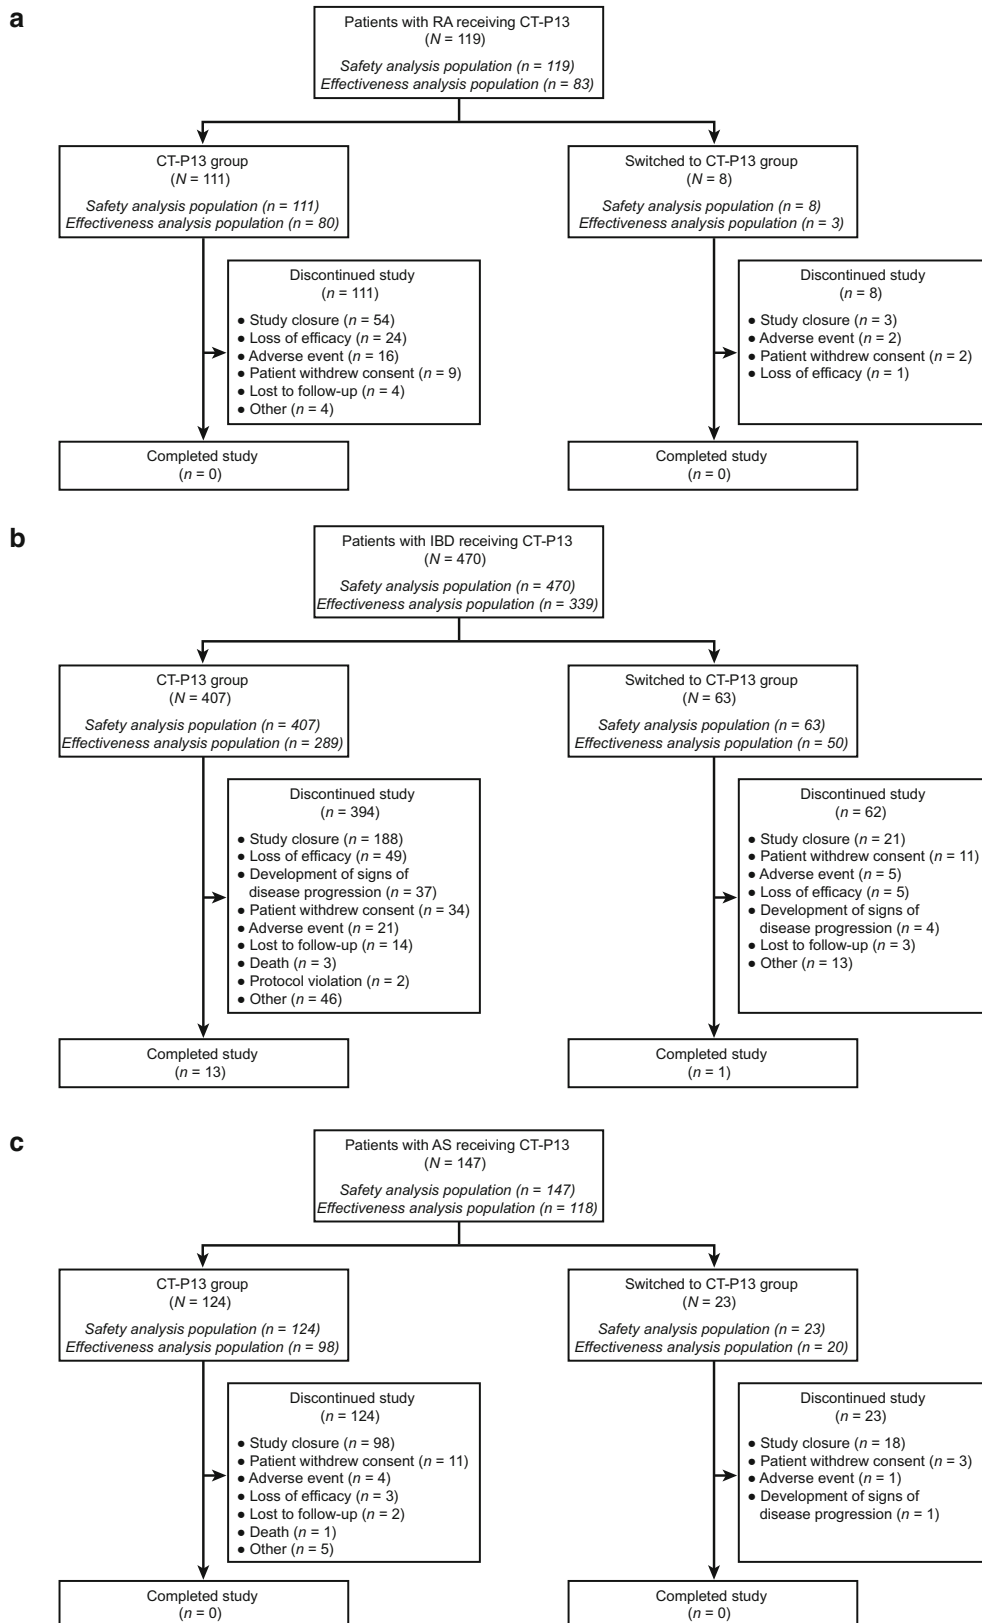 a
Patients with RA receiving CT-P13
(N = 119)
Safety analysis population (n = 119)
Effectiveness analysis population (n = 83)
CT-P13 group
(N = 111)
Safety analysis population (n = 111)
Effectiveness analysis population (n = 80)
Switched to CT-P13 group
(N = 8)
Safety analysis population (n = 8)
Effectiveness analysis population (n = 3)
Discontinued study
(n = 111)
● Study closure (n = 54)
● Loss of efficacy (n = 24)
● Adverse event (n = 16)
● Patient withdrew consent (n = 9)
● Lost to follow-up (n = 4)
● Other (n = 4)
Discontinued study
(n = 8)
● Study closure (n = 3)
● Adverse event (n = 2)
● Patient withdrew consent (n = 2)
● Loss of efficacy (n = 1)
Completed study
(n = 0)
Completed study
(n = 0)
b
Patients with IBD receiving CT-P13
(N = 470)
Safety analysis population (n = 470)
Effectiveness analysis population (n = 339)
CT-P13 group
(N = 407)
Safety analysis population (n = 407)
Effectiveness analysis population (n = 289)
Switched to CT-P13 group
(N = 63)
Safety analysis population (n = 63)
Effectiveness analysis population (n = 50)
Discontinued study
(n = 394)
● Study closure (n = 188)
● Loss of efficacy (n = 49)
● Development of signs of
disease progression (n = 37)
● Patient withdrew consent (n = 34)
● Adverse event (n = 21)
● Lost to follow-up (n = 14)
● Death (n = 3)
● Protocol violation (n = 2)
● Other (n = 46)
Discontinued study
(n = 62)
● Study closure (n = 21)
● Patient withdrew consent (n = 11)
● Adverse event (n = 5)
● Loss of efficacy (n = 5)
● Development of signs of
disease progression (n = 4)
● Lost to follow-up (n = 3)
● Other (n = 13)
Completed study
(n = 13)
Completed study
(n = 1)
c
Patients with AS receiving CT-P13
(N = 147)
Safety analysis population (n = 147)
Effectiveness analysis population (n = 118)
CT-P13 group
(N = 124)
Safety analysis population (n = 124)
Effectiveness analysis population (n = 98)
Switched to CT-P13 group
(N = 23)
Safety analysis population (n = 23)
Effectiveness analysis population (n = 20)
Discontinued study
(n = 124)
● Study closure (n = 98)
● Patient withdrew consent (n = 11)
● Adverse event (n = 4)
● Loss of efficacy (n = 3)
● Lost to follow-up (n = 2)
● Death (n = 1)
● Other (n = 5)
Discontinued study
(n = 23)
● Study closure (n = 18)
● Patient withdrew consent (n = 3)
● Adverse event (n = 1)
● Development of signs of
disease progression (n = 1)
Completed study
(n = 0)
Completed study
(n = 0)